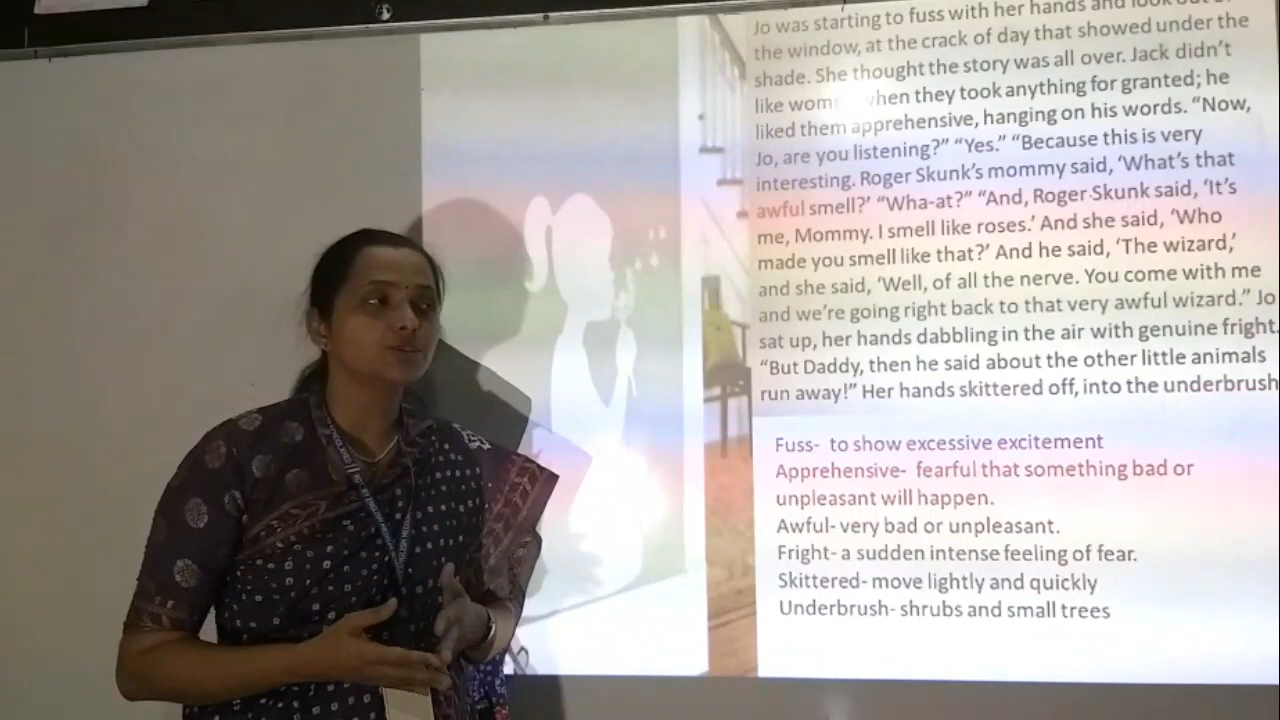 Jo was starting to fuss with her hands and look out
the window, at the crack of day that showed under the
shade. She thought the story was all over. Jack didn't
like when they took anything for granted; he
liked them apprehensive, hanging on his words. “Now,
Jo, are you listening?” “Yes.” “Because this is very
interesting. Roger Skunk’s mommy said, ‘What’s that
awful smell?’ “Wha-at?” “And, Roger Skunk said, ‘It’s
me, Mommy. I smell like roses.’ And she said, ‘Who
made you smell like that?’ And he said, ‘The wizard,’
and she said, ‘Well, of all the nerve. You come with me
and we’re going right back to that very awful wizard.” Jo
sat up, her hands dabbling in the air with genuine fright.
“But Daddy, then he said about the other little animals
run away!” Her hands skittered off, into the underbrush
Fuss- to show excessive excitement
Apprehensive- fearful that something bad or
unpleasant will happen.
Awful- very bad or unpleasant.
Fright- a sudden intense feeling of fear.
Skittered- move lightly and quickly
Underbrush- shrubs and small trees